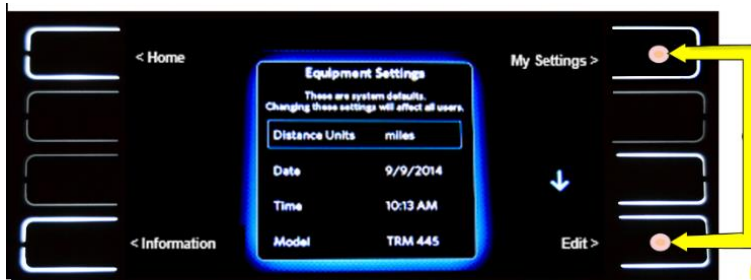 < Home
My Settings >
Equipment Settings
These are system defaults.
Changing these settings will affect all users.
Distance Units miles
Date 9/9/2014
Time 10:13 AM
Model TRM 445
< Information
Edit >